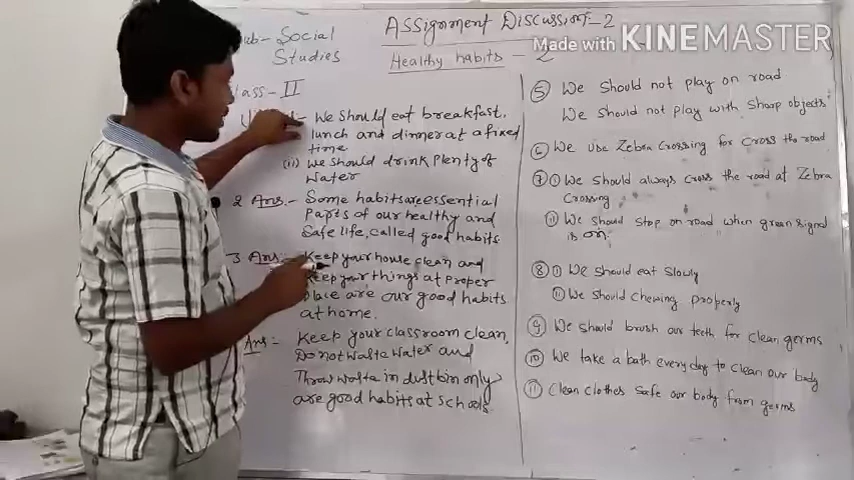 Assignment Discussion-2
Sub- Social
Studies
Healthy habits - 2
Made with KINEMASTER
Class-II
- We should eat breakfast,
lunch and dinner at a fixed
time
(ii) We should drink plenty of
Water
2 Ans.- Some habits are essential
Parts of our healthy and
Safe life, called good habits
3 Ans.- Keep your house clean and
Keep your things at proper
place are our good habits
at home.
Ans- Keep your classroom clean,
Do not waste water and
Throw waste in dustbin only
are good habits at schools.
5 We should not play on road
We should not play with sharp objects
6 We use Zebra Crossing for cross the road
7 i We should always cross the road at Zebra
Crossing
ii We should stop on road when green signal
is on
8 i We should eat slowly
ii We should chewing properly
9 We should brush our teeth for clean germs
10 We take a bath everyday to clean our body
11 Clean clothes safe our body from germs